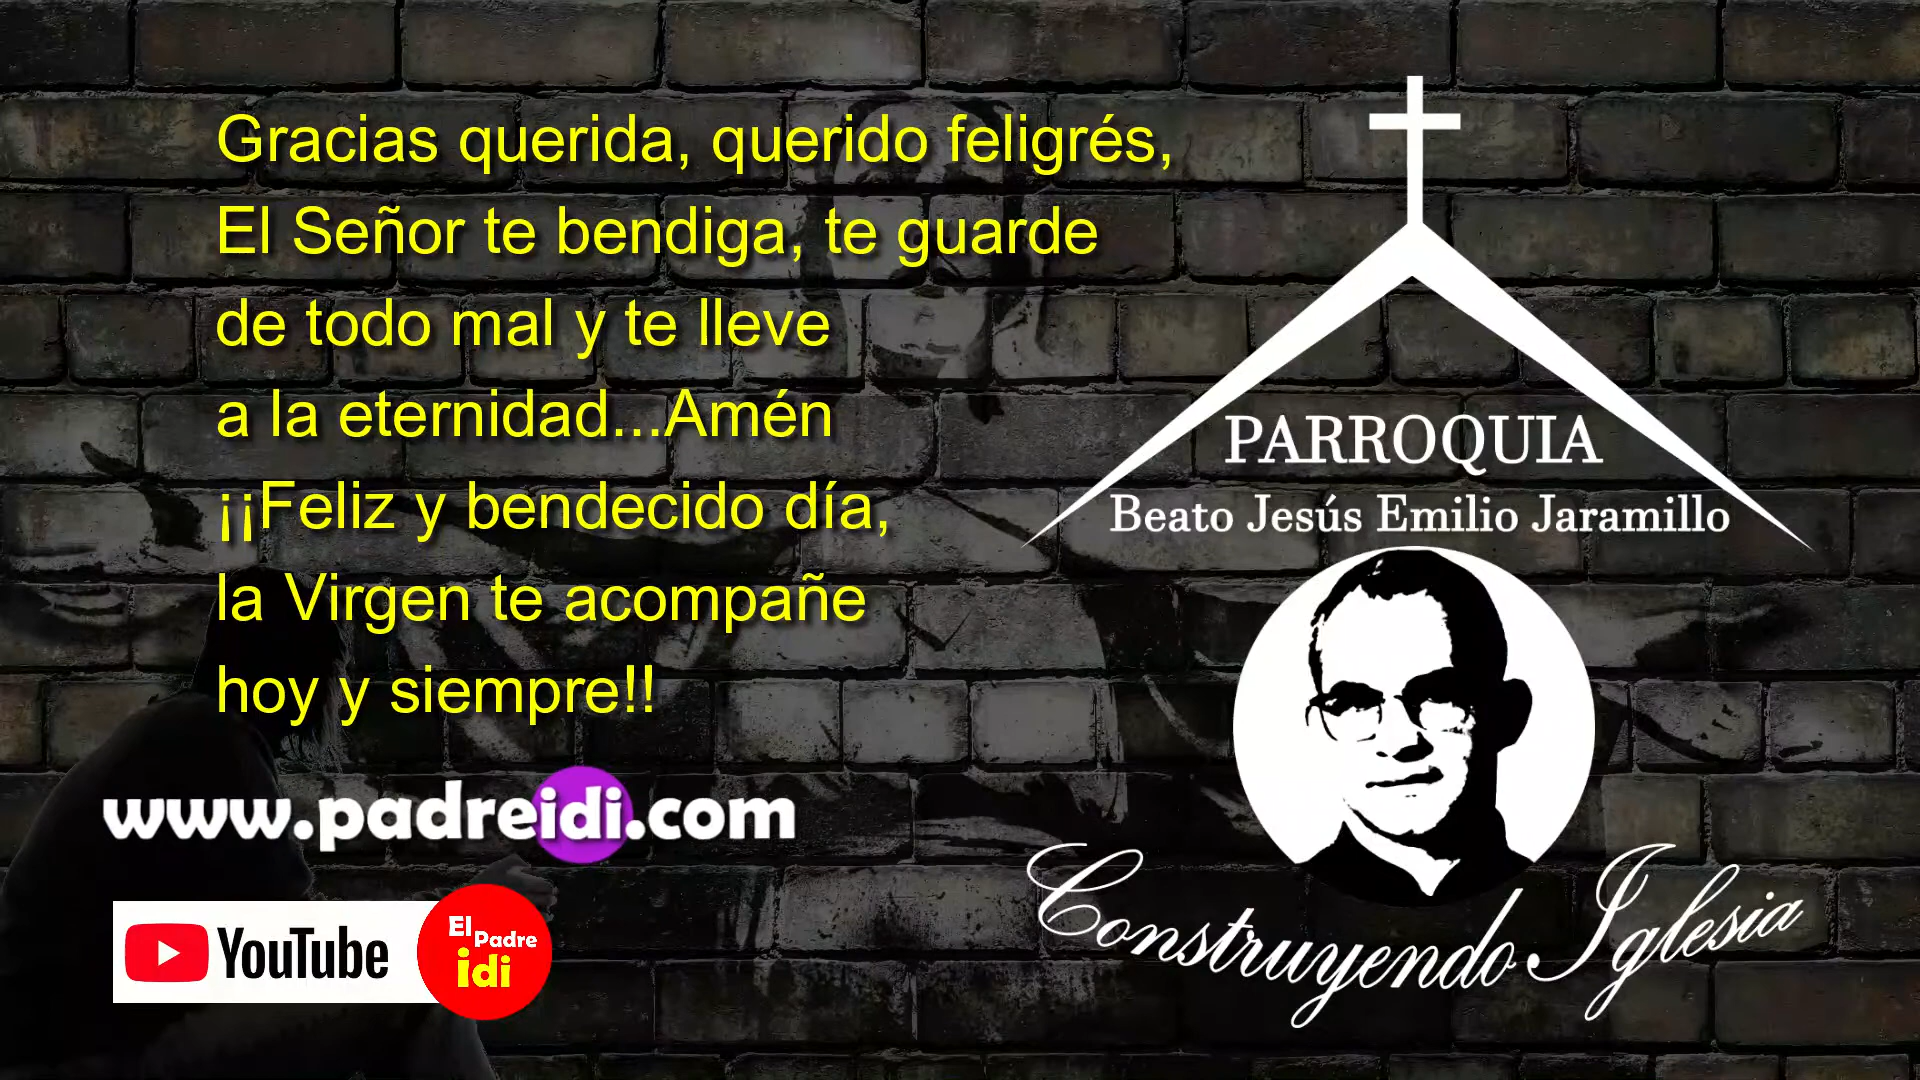 Gracias querida, querido feligrés,
El Señor te bendiga, te guarde
de todo mal y te lleve
a la eternidad...Amén
¡¡Feliz y bendecido día,
la Virgen te acompañe
hoy y siempre!!
www.padreidi.com
YouTube
El Padre
idi
PARROQUIA
Beato Jesús Emilio Jaramillo
Construyendo Iglesia